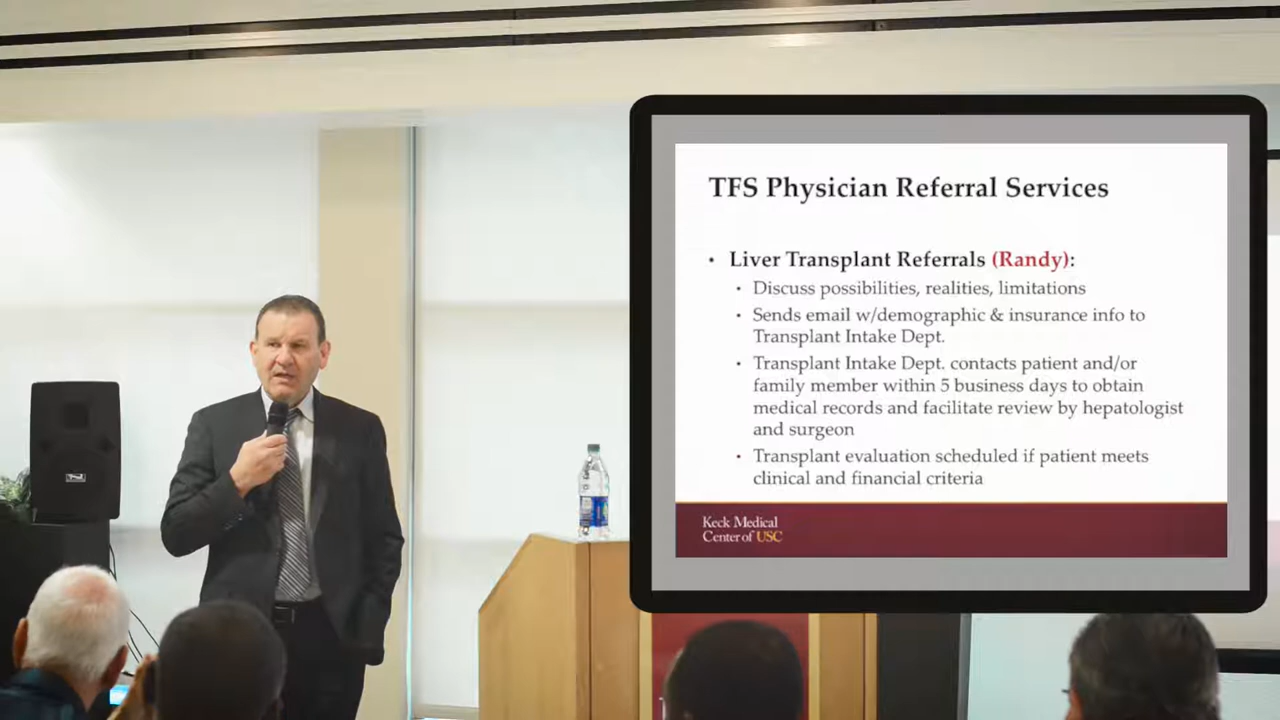 TFS Physician Referral Services
• Liver Transplant Referrals (Randy):
• Discuss possibilities, realities, limitations
• Sends email w/demographic & insurance info to
Transplant Intake Dept.
• Transplant Intake Dept. contacts patient and/or
family member within 5 business days to obtain
medical records and facilitate review by hepatologist
and surgeon
• Transplant evaluation scheduled if patient meets
clinical and financial criteria
Keck Medical
Center of USC